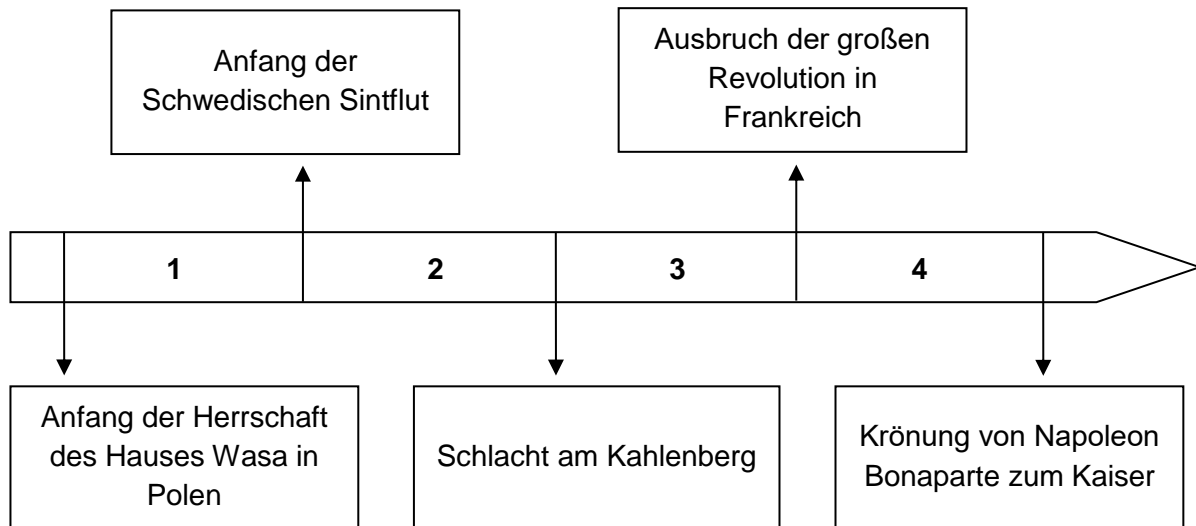 Anfang der
Schwedischen Sintflut
Ausbruch der großen
Revolution in
Frankreich
1
2
3
4
Anfang der Herrschaft
des Hauses Wasa in
Polen
Schlacht am Kahlenberg
Krönung von Napoleon
Bonaparte zum Kaiser